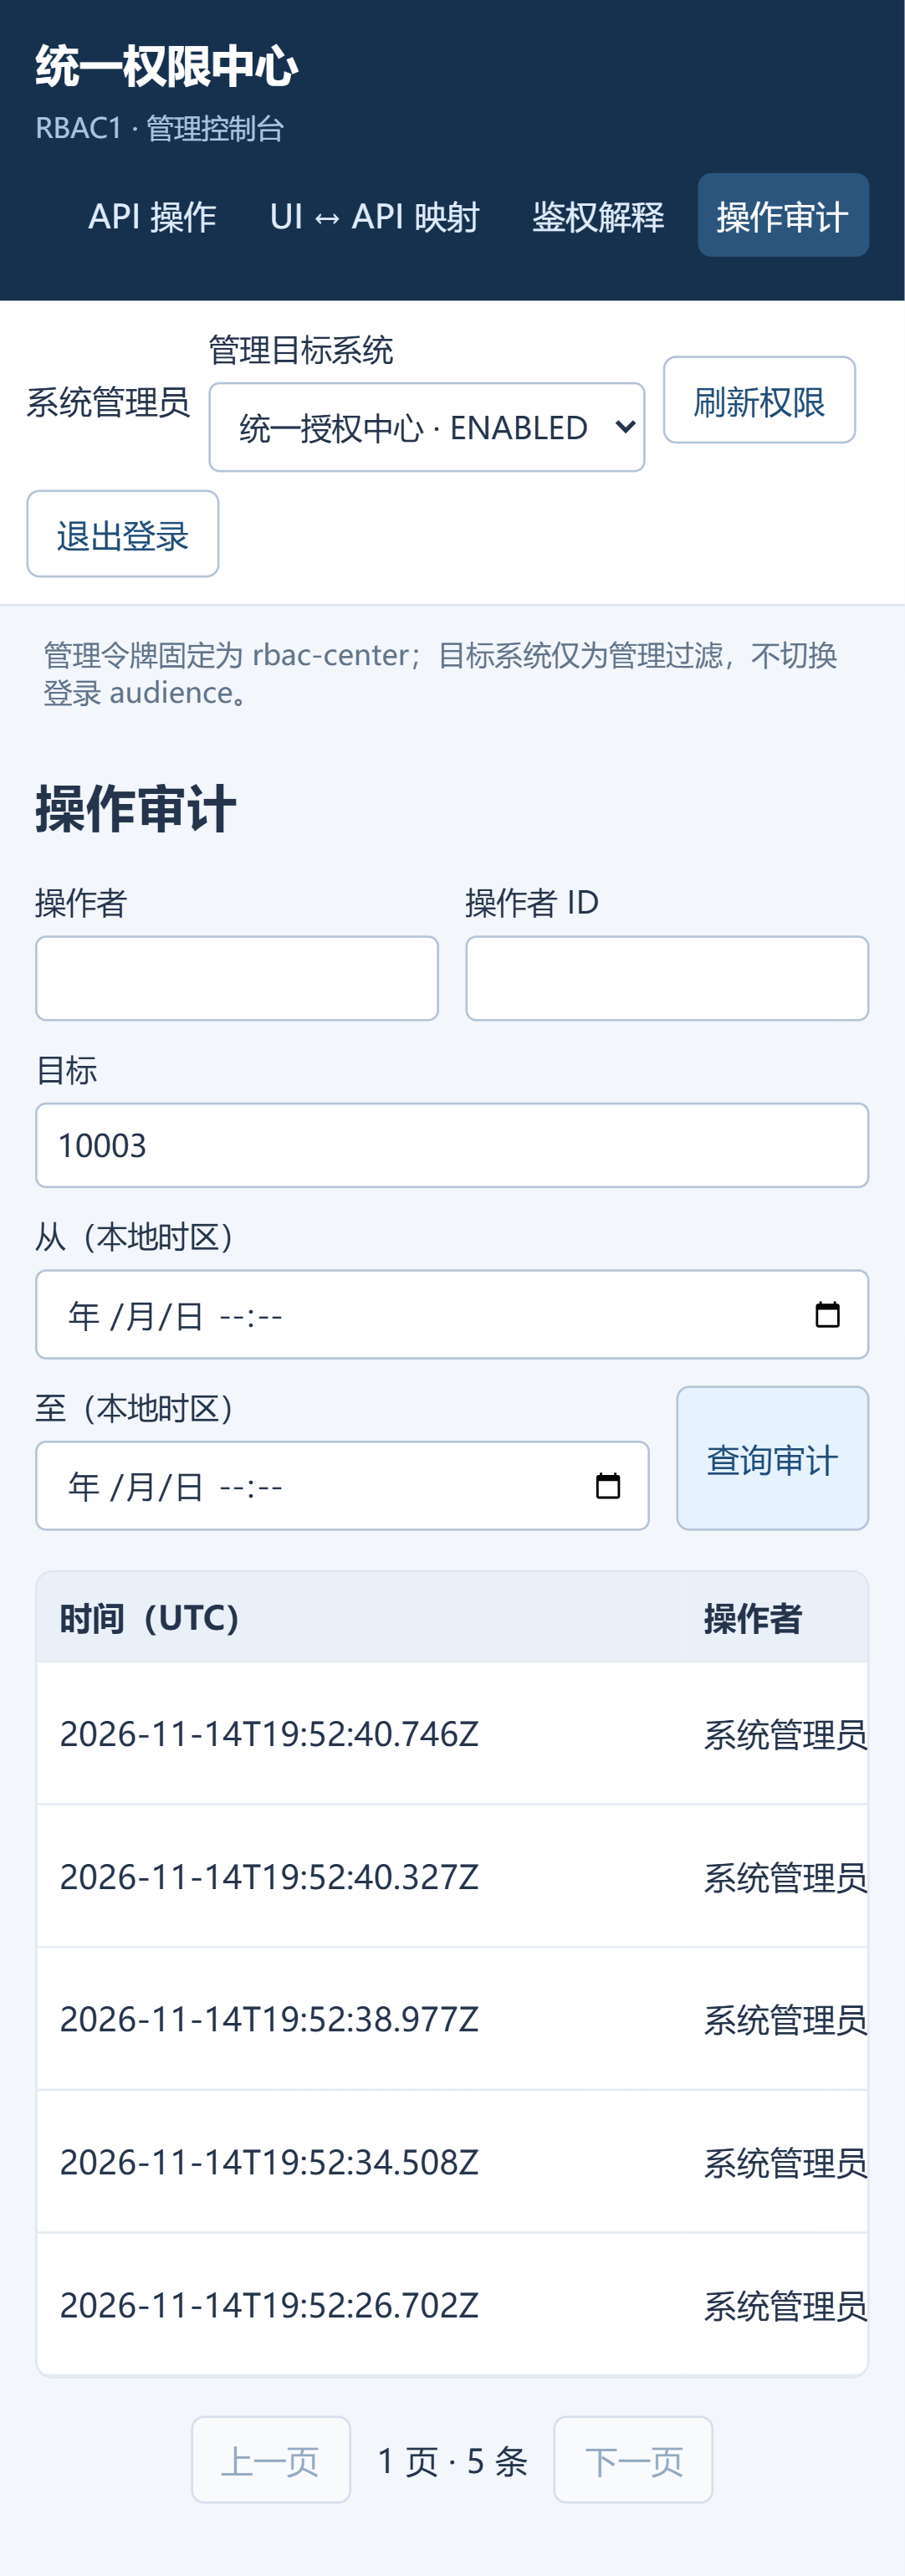 统一权限中心
RBAC1 · 管理控制台
API 操作 UI ↔ API 映射 鉴权解释 操作审计
管理目标系统
系统管理员 统一授权中心 · ENABLED 刷新权限
退出登录
管理令牌固定为 rbac-center；目标系统仅为管理过滤，不切换
登录 audience。
操作审计
操作者 操作者 ID
目标
10003
从（本地时区）
年 /月/日 --:--
至（本地时区）
年 /月/日 --:--
查询审计
时间（UTC） 操作者
2026-11-14T19:52:40.746Z 系统管理员
2026-11-14T19:52:40.327Z 系统管理员
2026-11-14T19:52:38.977Z 系统管理员
2026-11-14T19:52:34.508Z 系统管理员
2026-11-14T19:52:26.702Z 系统管理员
上一页 1 页 · 5 条 下一页